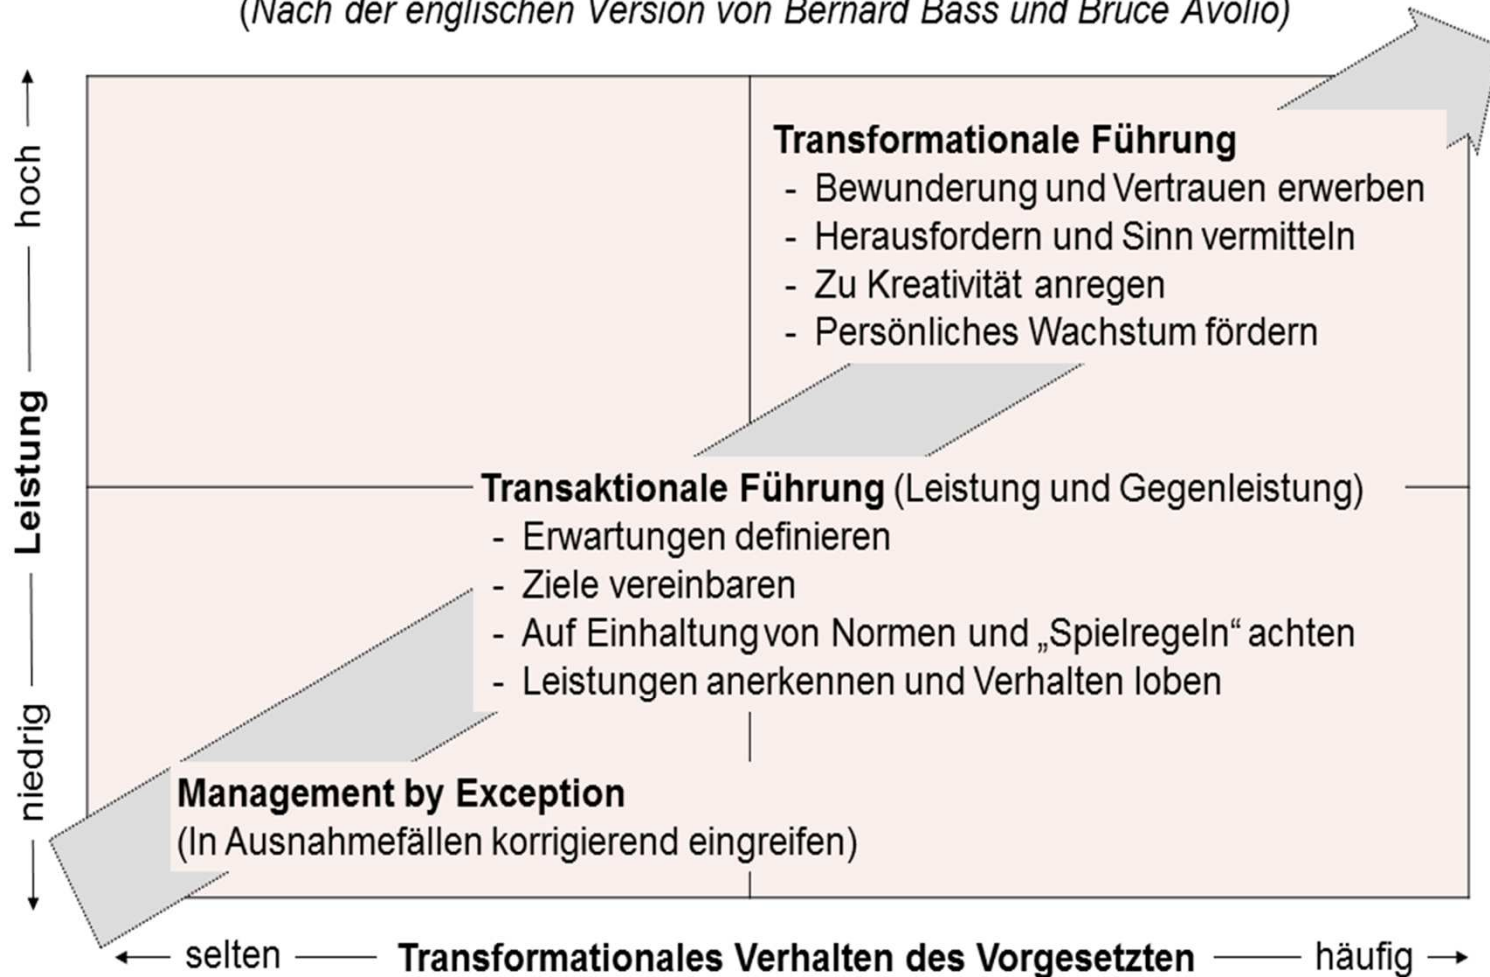 (Nach der englischen Version von Bernard Bass und Bruce Avolio)
hoch
Leistung
niedrig
Transformationale Führung
- Bewunderung und Vertrauen erwerben
- Herausfordern und Sinn vermitteln
- Zu Kreativität anregen
- Persönliches Wachstum fördern
Transaktionale Führung (Leistung und Gegenleistung)
- Erwartungen definieren
- Ziele vereinbaren
- Auf Einhaltung von Normen und „Spielregeln“ achten
- Leistungen anerkennen und Verhalten loben
Management by Exception
(In Ausnahmefällen korrigierend eingreifen)
selten Transformationales Verhalten des Vorgesetzten häufig